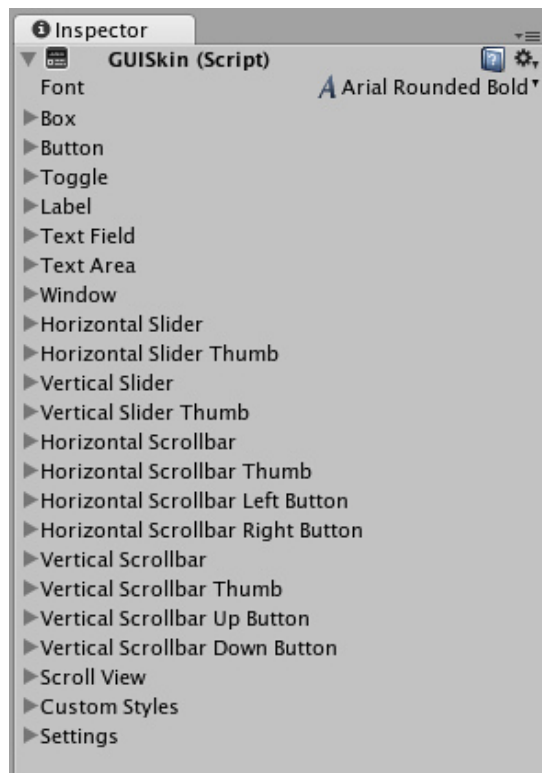 Inspector
GUISkin (Script)
Font Arial Rounded Bold
Box
Button
Toggle
Label
Text Field
Text Area
Window
Horizontal Slider
Horizontal Slider Thumb
Vertical Slider
Vertical Slider Thumb
Horizontal Scrollbar
Horizontal Scrollbar Thumb
Horizontal Scrollbar Left Button
Horizontal Scrollbar Right Button
Vertical Scrollbar
Vertical Scrollbar Thumb
Vertical Scrollbar Up Button
Vertical Scrollbar Down Button
Scroll View
Custom Styles
Settings